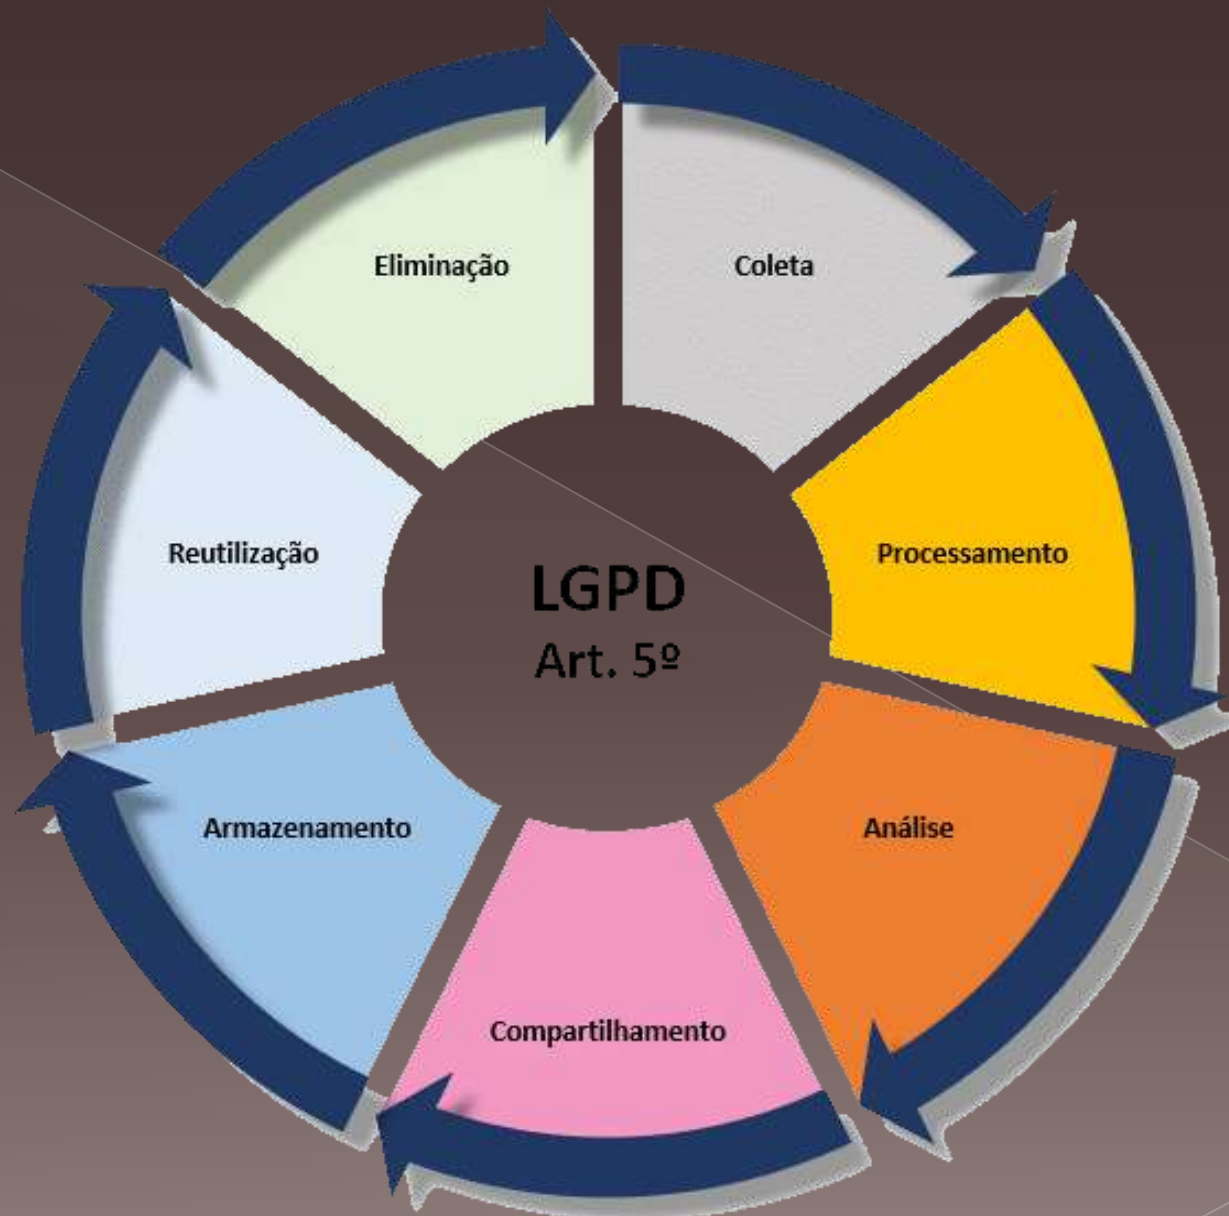 Eliminação
Coleta
Reutilização
Processamento
LGPD
Art. 5º
Armazenamento
Análise
Compartilhamento